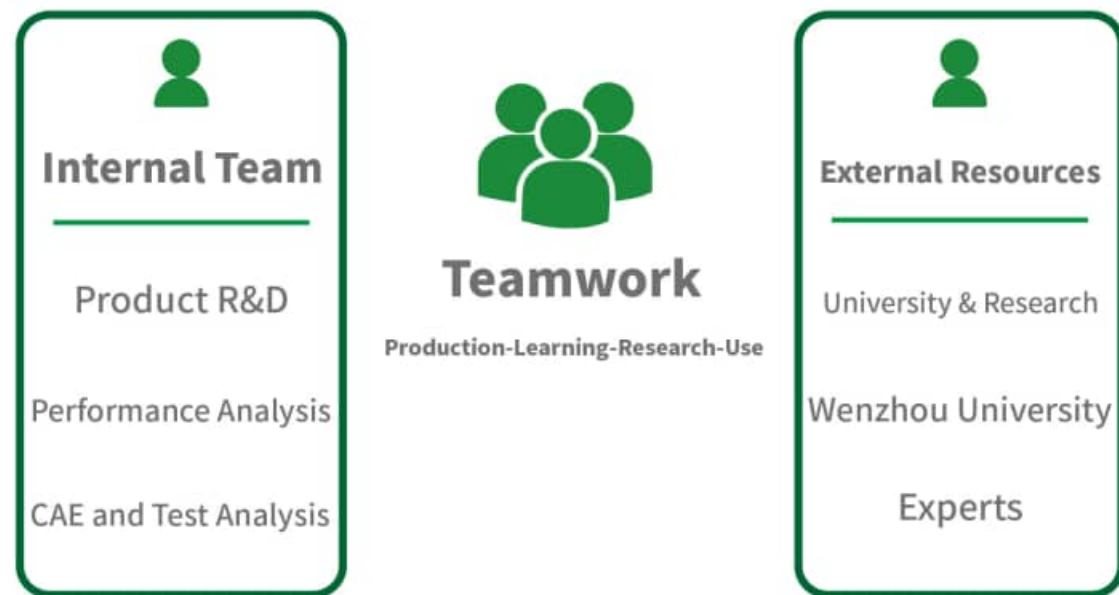 Internal Team
Product R&D
Performance Analysis
CAE and Test Analysis
Teamwork
Production-Learning-Research-Use
External Resources
University & Research
Wenzhou University
Experts